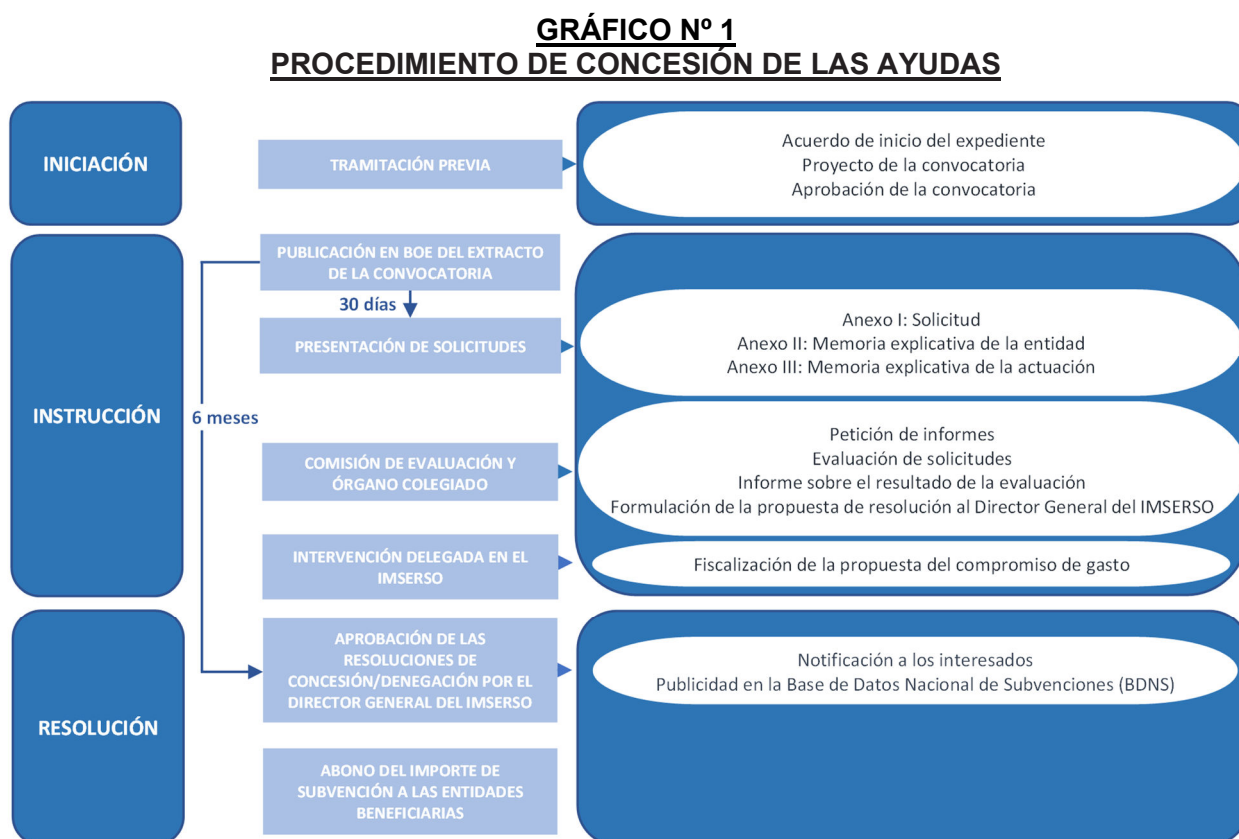 GRÁFICO Nº 1
PROCEDIMIENTO DE CONCESIÓN DE LAS AYUDAS
INICIACIÓN
TRAMITACIÓN PREVIA
Acuerdo de inicio del expediente
Proyecto de la convocatoria
Aprobación de la convocatoria
INSTRUCCIÓN
6 meses
PUBLICACIÓN EN BOE DEL EXTRACTO
DE LA CONVOCATORIA
30 días
PRESENTACIÓN DE SOLICITUDES
Anexo I: Solicitud
Anexo II: Memoria explicativa de la entidad
Anexo III: Memoria explicativa de la actuación
COMISIÓN DE EVALUACIÓN Y
ÓRGANO COLEGIADO
Petición de informes
Evaluación de solicitudes
Informe sobre el resultado de la evaluación
Formulación de la propuesta de resolución al Director General del IMSERSO
INTERVENCIÓN DELEGADA EN EL
IMSERSO
Fiscalización de la propuesta del compromiso de gasto
RESOLUCIÓN
APROBACIÓN DE LAS
RESOLUCIONES DE
CONCESIÓN/DENEGACIÓN POR EL
DIRECTOR GENERAL DEL IMSERSO
Notificación a los interesados
Publicidad en la Base de Datos Nacional de Subvenciones (BDNS)
ABONO DEL IMPORTE DE
SUBVENCIÓN A LAS ENTIDADES
BENEFICIARIAS